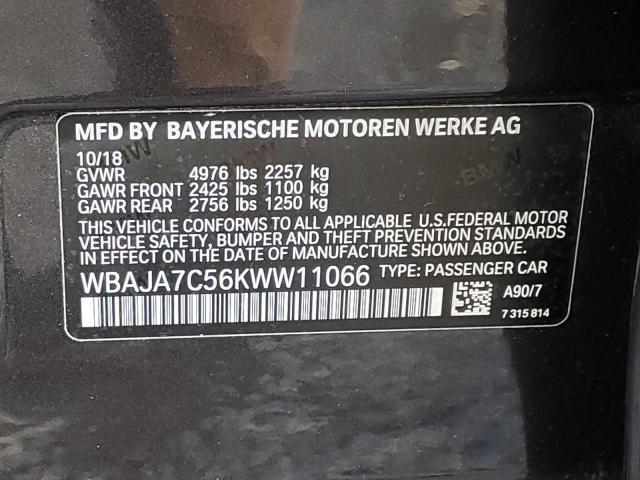 MFD BY BAYERISCHE MOTOREN WERKE AG
10/18
GVWR 4976 lbs 2257 kg
GAWR FRONT 2425 lbs 1100 kg
GAWR REAR 2756 lbs 1250 kg
THIS VEHICLE CONFORMS TO ALL APPLICABLE U.S.FEDERAL MOTOR
VEHICLE SAFETY, BUMPER, AND THEFT PREVENTION STANDARDS
IN EFFECT ON THE DATE OF MANUFACTURE SHOWN ABOVE.
WBAJA7C56KWW11066 TYPE: PASSENGER CAR
A90/7
7 315 814
BMW